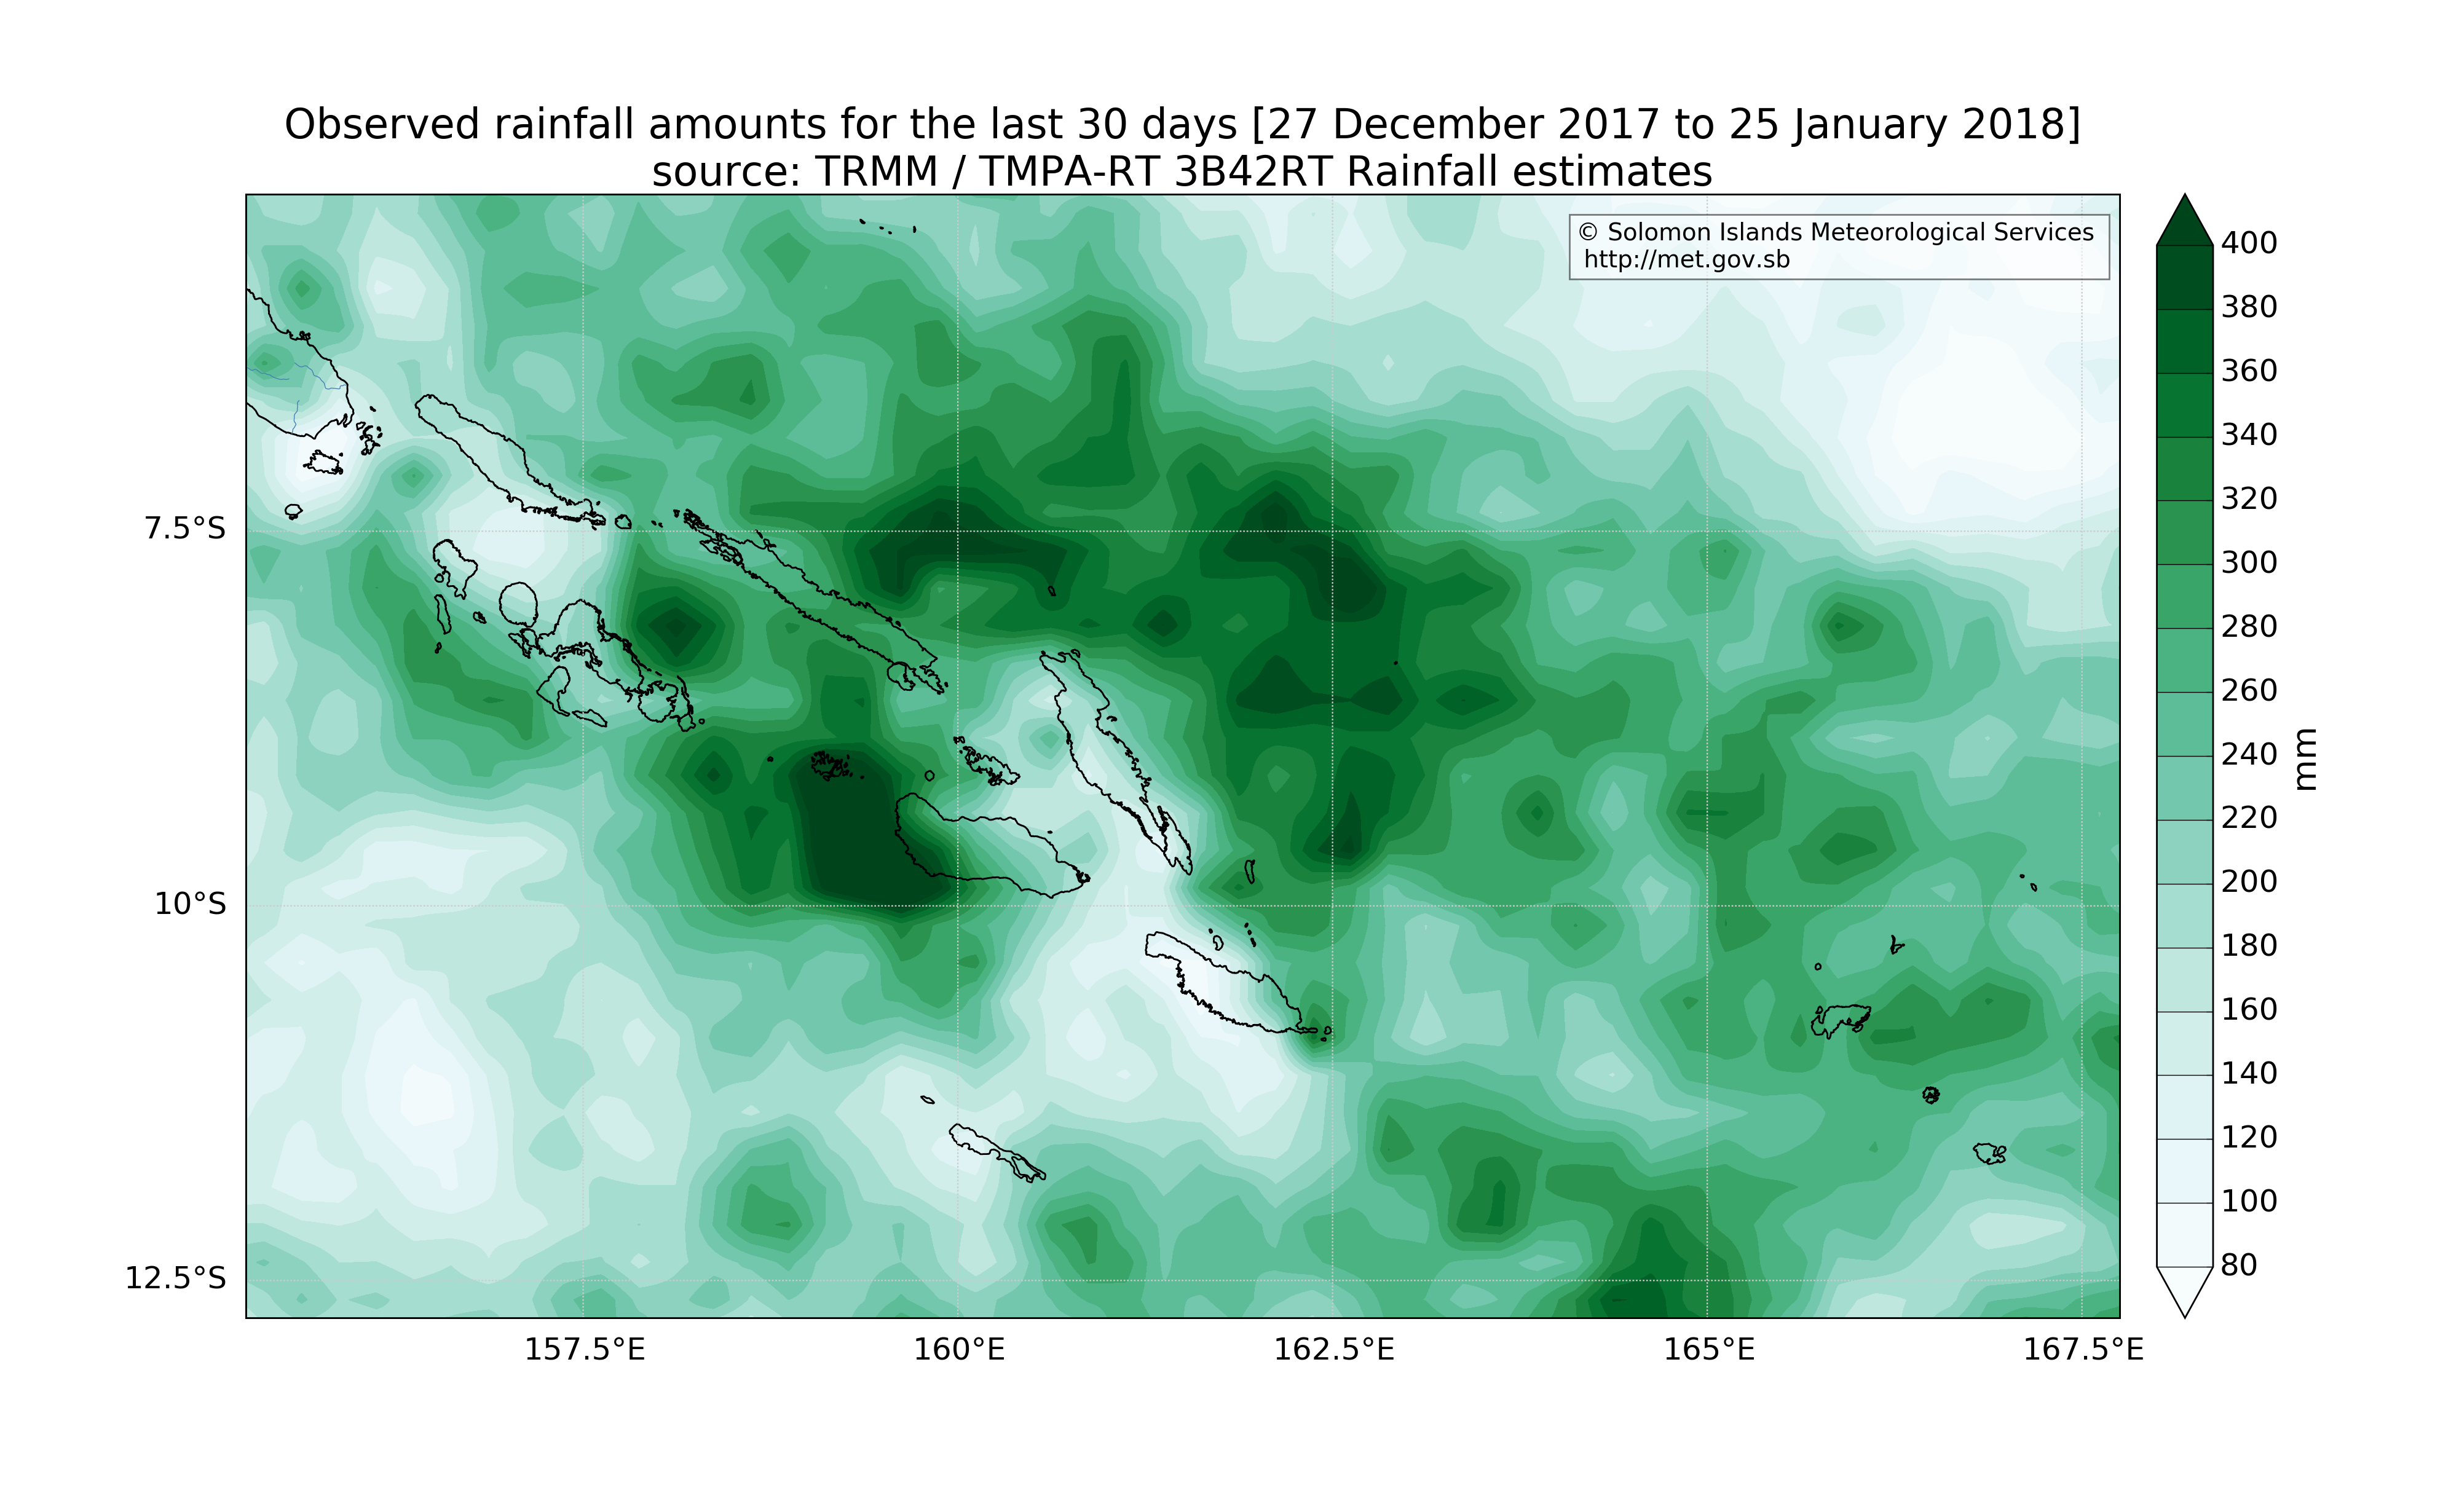 Observed rainfall amounts for the last 30 days [27 December 2017 to 25 January 2018]
source: TRMM / TMPA-RT 3B42RT Rainfall estimates
© Solomon Islands Meteorological Services
http://met.gov.sb
7.5°S
10°S
12.5°S
157.5°E
160°E
162.5°E
165°E
167.5°E
400
380
360
340
320
300
280
260
240
220
200
180
160
140
120
100
80
mm